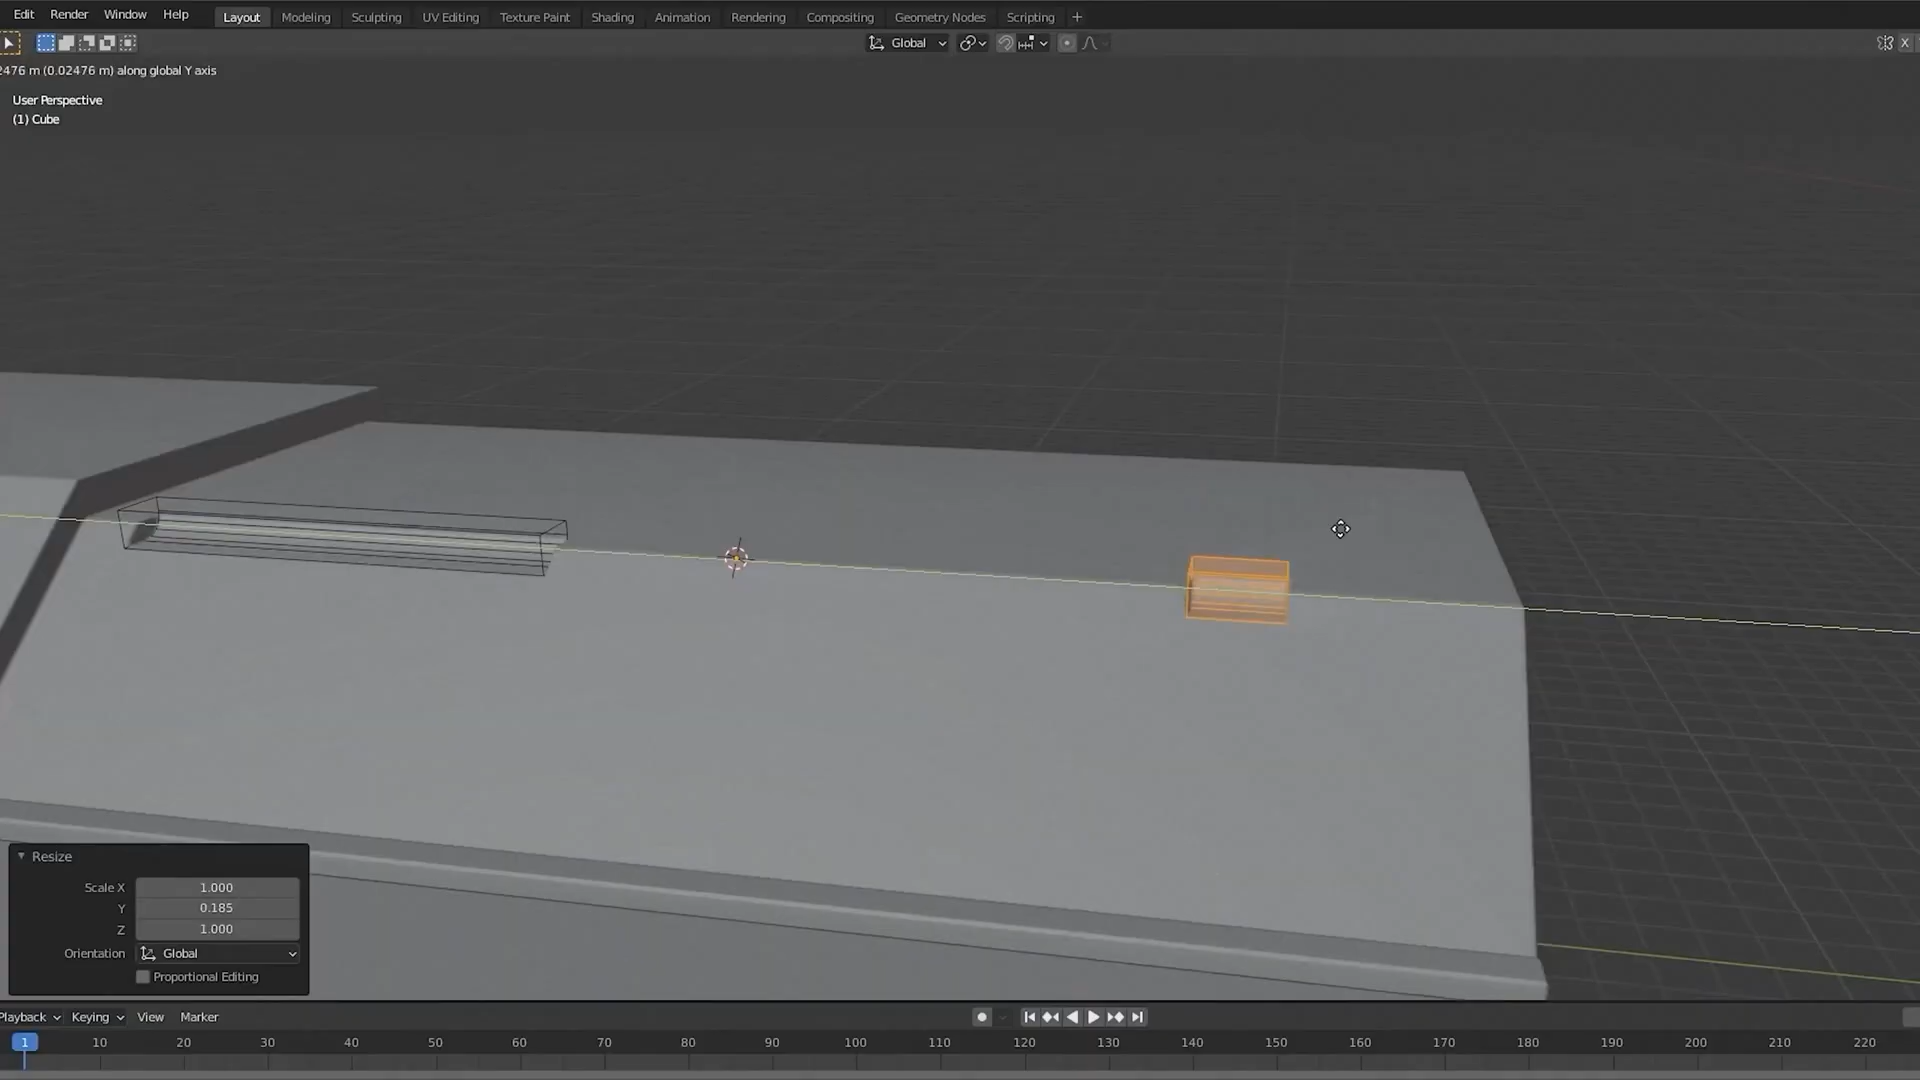 Edit Render Window Help Layout Modeling Sculpting UV Editing Texture Paint Shading Animation Rendering Compositing Geometry Nodes Scripting +
Global X
2476 m (0.02476 m) along global Y axis
User Perspective
(1) Cube
Resize
Scale X 1.000
Y 0.185
Z 1.000
Orientation Global
Proportional Editing
Playback Keying View Marker
1 10 20 30 40 50 60 70 80 90 100 110 120 130 140 150 160 170 180 190 200 210 220